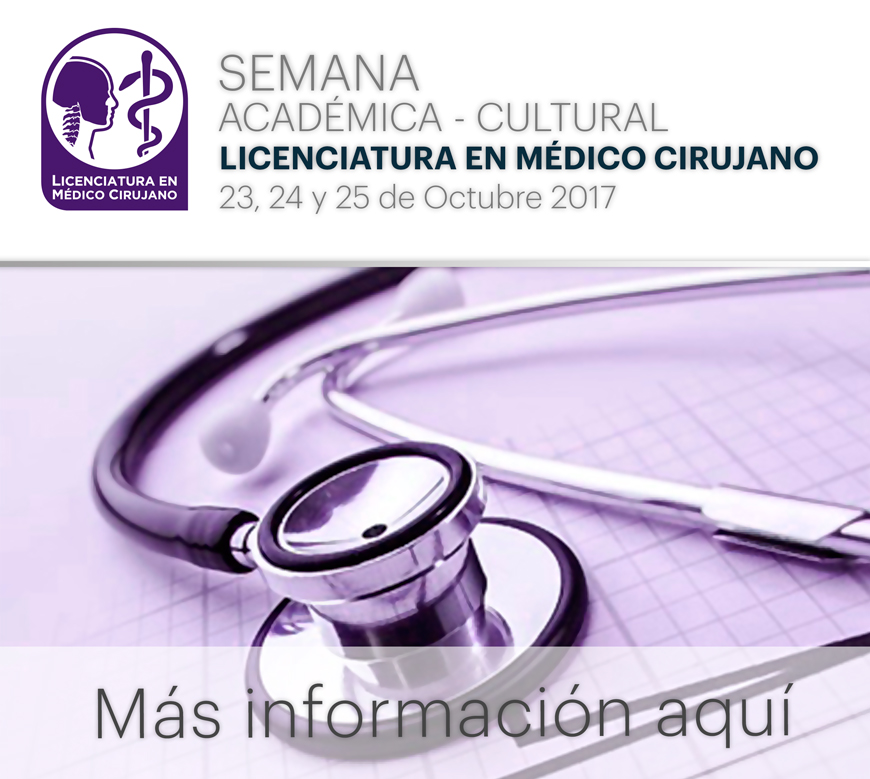 LICENCIATURA EN
MÉDICO CIRUJANO
SEMANA
ACADÉMICA - CULTURAL
LICENCIATURA EN MÉDICO CIRUJANO
23, 24 y 25 de Octubre 2017
Más información aquí